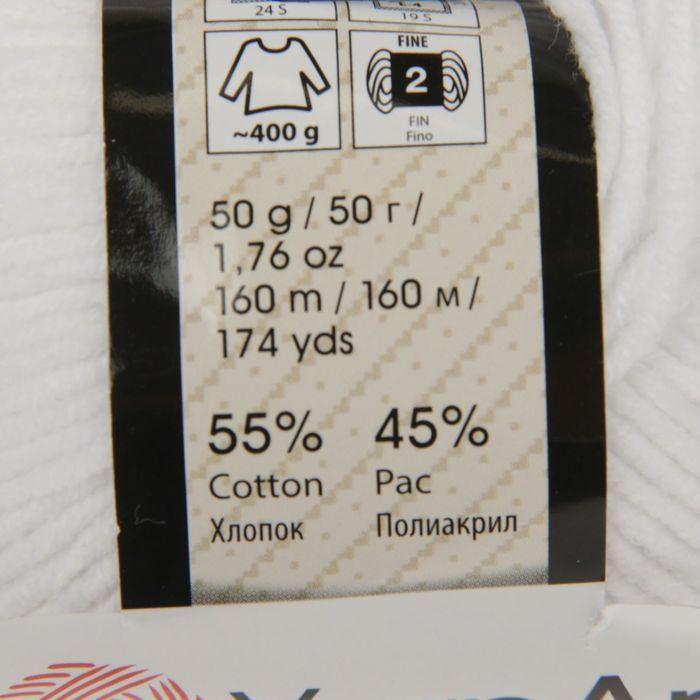 24 S
19 S
~400 g
FINE
2
FIN
Fino
50 g / 50 г /
1,76 oz
160 m / 160 м /
174 yds
55% 45%
Cotton Pac
Хлопок Полиакрил